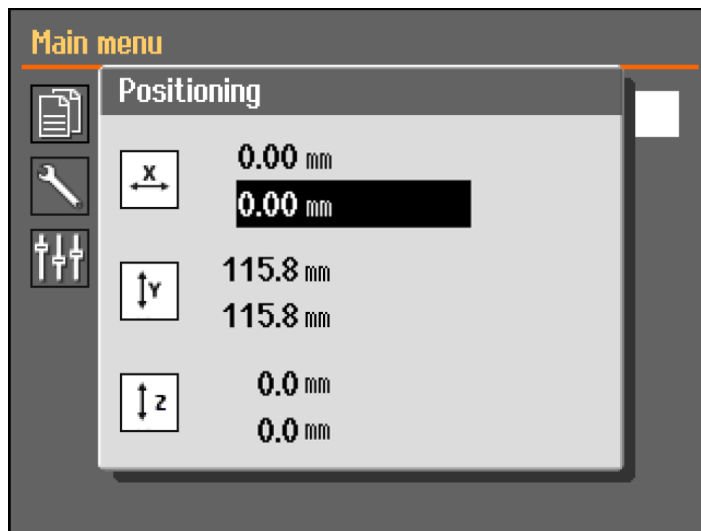 Main menu
Positioning
X
0.00 mm
0.00 mm
Y
115.8 mm
115.8 mm
Z
0.0 mm
0.0 mm